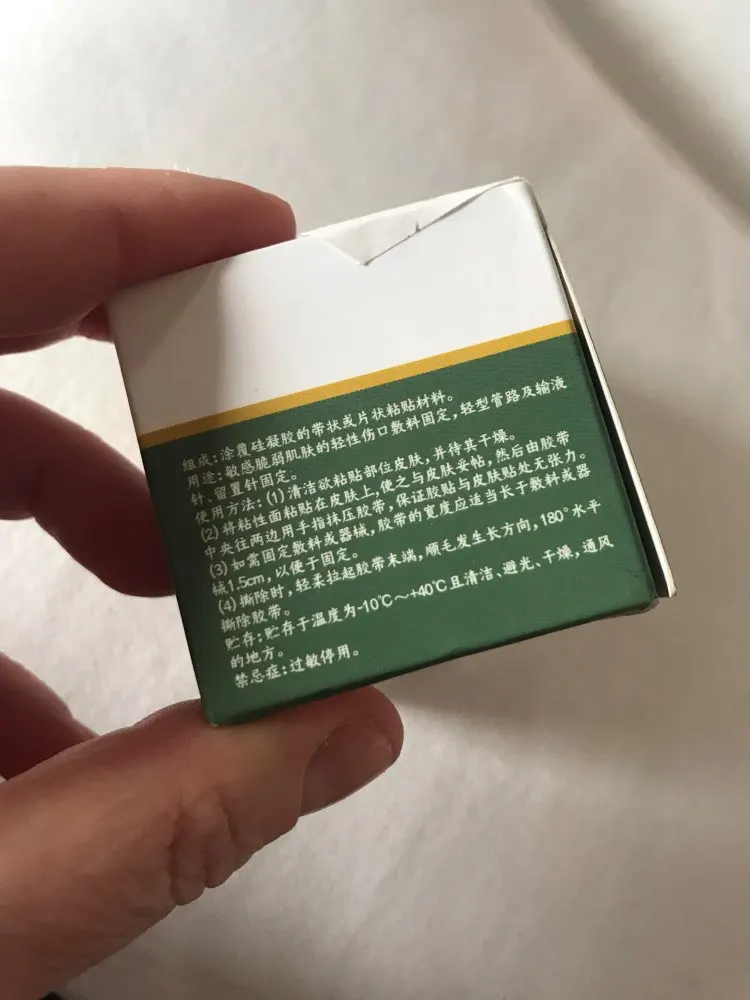 组成:涂覆硅凝胶的带状或片状粘贴材料。
用途:敏感脆弱肌肤的轻性伤口敷料固定,轻型管路及输液
针、留置针固定。
使用方法:(1)清洁欲粘贴部位皮肤,并待其干燥。
(2)将粘性面粘贴在皮肤上,使之与皮肤妥帖,然后由胶带
中央往两边用手指抹压胶带,保证胶贴与皮肤贴处无张力。
(3)如需固定敷料或器械,胶带的宽度应适当长于敷料或器
械1.5cm,以便于固定。
(4)撕除时,轻柔拉起胶带末端,顺毛发生长方向,180°水平
撕除胶带。
贮存:贮存于温度为-10℃～+40℃且清洁、避光、干燥,通风
的地方。
禁忌症:过敏停用。